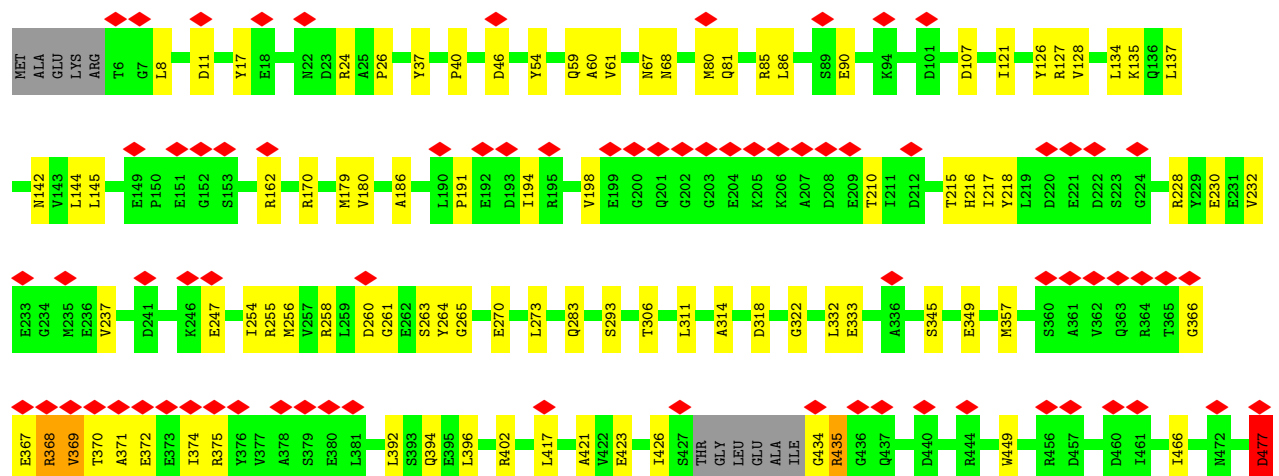 MET ALA GLU LYS ARG T6 G7 L8 D11 Y17 E18 N22 D23 R24 A25 P26 Y37 P40 D46 Y54 Q59 A60 V61 N67 N68 M80 Q81 R85 L86 S89 E90 K94 D101 D107 I121 Y126 R127 V128 L134 K135 Q136 L137
N142 V143 L144 L145 E149 P150 E151 G152 S153 R162 R170 M179 V180 A186 L190 P191 E192 D193 I194 R195 V198 E199 G200 Q201 G202 G203 E204 K205 K206 A207 D208 E209 T210 I211 D212 T215 H216 I217 Y218 L219 D220 E221 D222 S223 G224 R228 Y229 E230 E231 V232
E233 G234 M235 E236 V237 D241 K246 E247 I254 R255 M256 V257 R258 L259 D260 G261 E262 S263 Y264 G265 E270 L273 Q283 S293 T306 L311 A314 D318 G322 L332 E333 A336 S345 E349 M357 S360 A361 V362 Q363 R364 T365 G366
E367 R368 V369 T370 A371 E372 E373 I374 R375 Y376 V377 A378 S379 E380 L381 L392 S393 Q394 E395 L396 R402 L417 A421 V422 E423 I426 S427 THR GLY LEU GLU ALA ILE G434 R435 G436 Q437 D440 R444 W449 R456 D457 D460 I461 I466 N472 D477